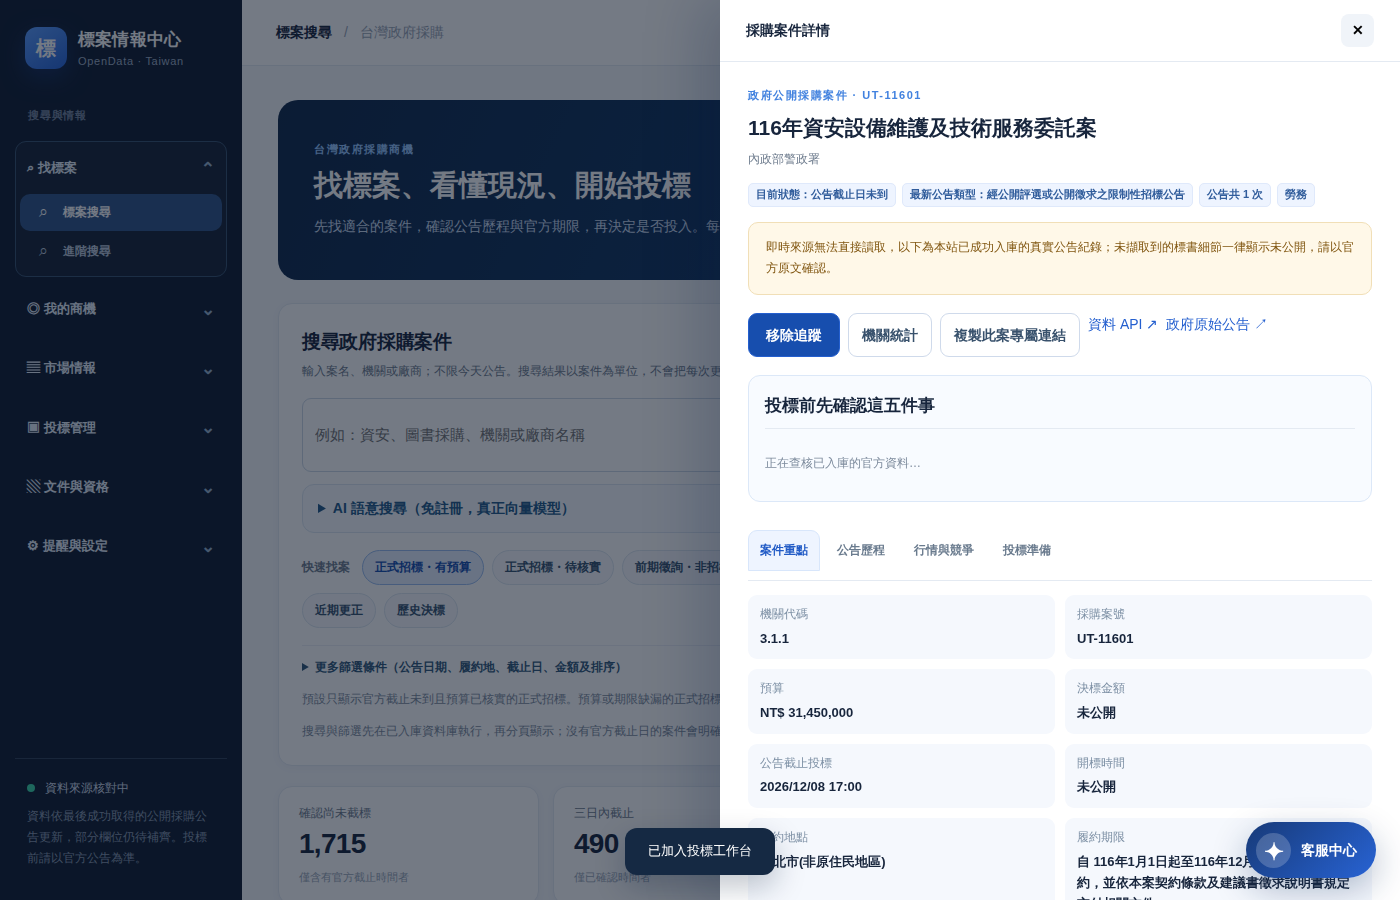 標
標案情報中心
OpenData · Taiwan
搜尋與情報
找標案
標案搜尋
進階搜尋
我的商機
市場情報
投標管理
文件與資格
提醒與設定
資料來源核對中
資料依最後成功取得的公開採購公
告更新，部分欄位仍待補齊。投標
前請以官方公告為準。
標案搜尋 / 台灣政府採購
台灣政府採購商機
找標案、看懂現況、開始投標
先找適合的案件，確認公告歷程與官方期限，再決定是否投入。每
搜尋政府採購案件
輸入案名、機關或廠商；不限今天公告。搜尋結果以案件為單位，不會把每次更
例如：資安、圖書採購、機關或廠商名稱
▶ AI 語意搜尋（免註冊，真正向量模型）
快速找案 正式招標・有預算 正式招標・待核實 前期徵詢・非招
近期更正 歷史決標
▶ 更多篩選條件（公告日期、履約地、截止日、金額及排序）
預設只顯示官方截止未到且預算已核實的正式招標。預算或期限缺漏的正式招標
搜尋與篩選先在已入庫資料庫執行，再分頁顯示；沒有官方截止日的案件會明確
確認尚未截標
1,715
僅含有官方截止時間者
三日內截止
490
僅已確認時間者
已加入投標工作台
採購案件詳情
✕
政府公開採購案件 · UT-11601
116年資安設備維護及技術服務委託案
內政部警政署
目前狀態：公告截止日未到 最新公告類型：經公開評選或公開徵求之限制性招標公告 公告共 1 次 勞務
即時來源無法直接讀取，以下為本站已成功入庫的真實公告紀錄；未擷取到的標書細節一律顯示未公開，請以官
方原文確認。
移除追蹤 機關統計 複製此案專屬連結 資料 API ↗ 政府原始公告 ↗
投標前先確認這五件事
正在查核已入庫的官方資料…
案件重點 公告歷程 行情與競爭 投標準備
機關代碼
3.1.1
採購案號
UT-11601
預算
NT$ 31,450,000
決標金額
未公開
公告截止投標
2026/12/08 17:00
開標時間
未公開
約地點
北市(非原住民地區)
履約期限
自 116年1月1日起至116年12月
約，並依本案契約條款及建議書徵求說明書規定
客服中心